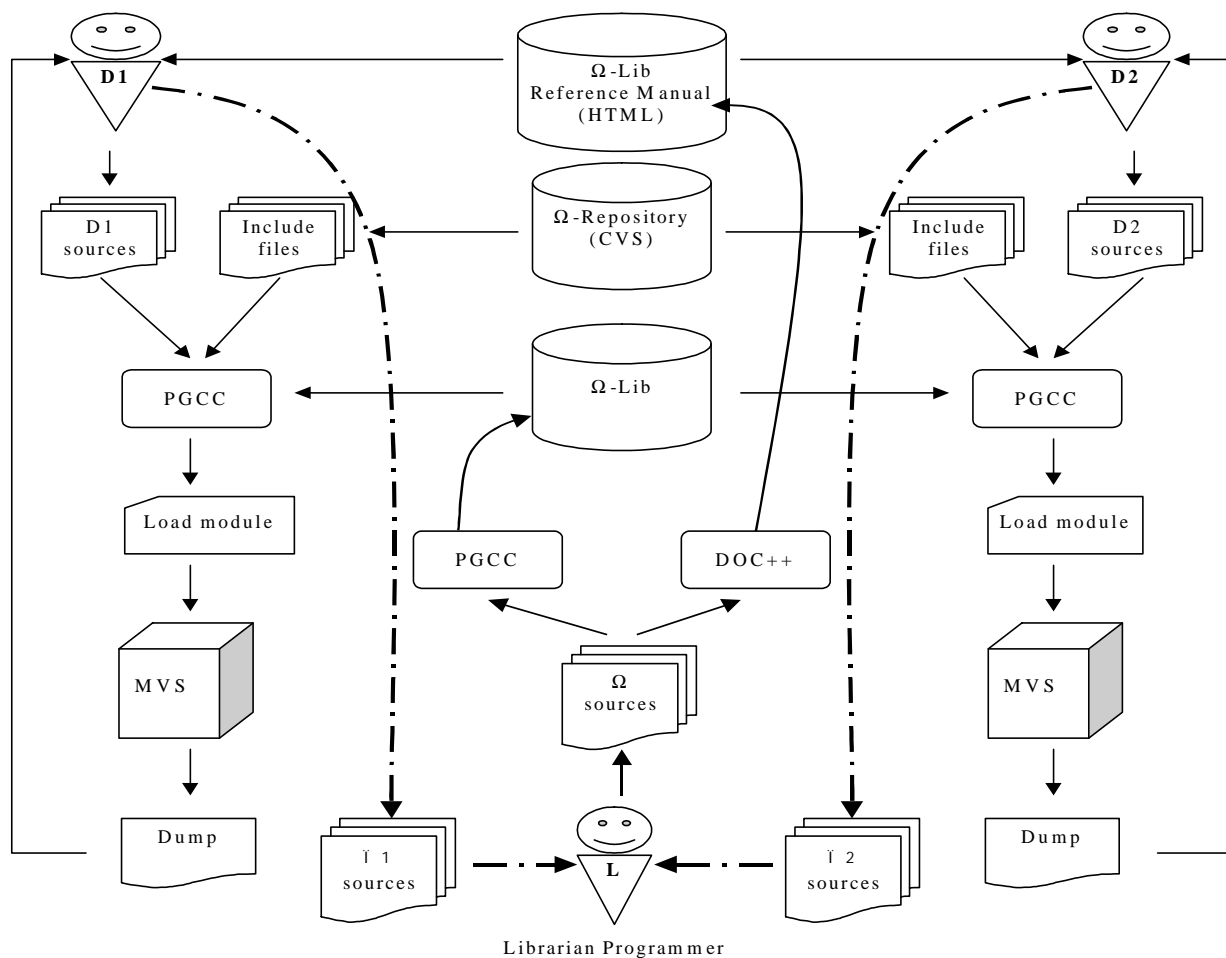 D1
Ω-Lib
Reference Manual
(HTML)
D2
D1
sources
Include
files
Ω-Repository
(CVS)
Include
files
D2
sources
PGCC
Ω-Lib
PGCC
Load module
Load module
PGCC
DOC++
MVS
Ω
sources
MVS
Dump
Ï 1
sources
L
Ï 2
sources
Dump
Librarian Programmer